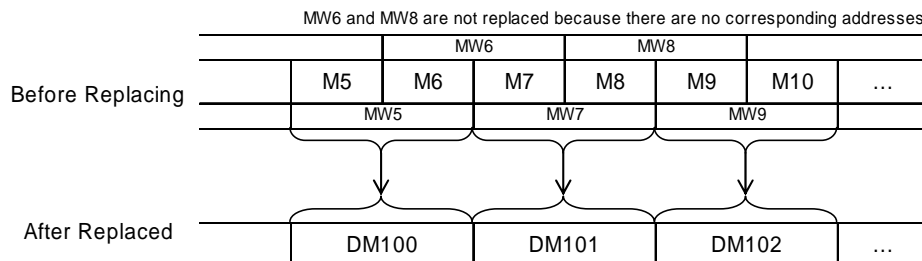 MW6 and MW8 are not replaced because there are no corresponding addresses
MW6 MW8
Before Replacing M5 M6 M7 M8 M9 M10 ...
MW5 MW7 MW9
After Replaced DM100 DM101 DM102 ...